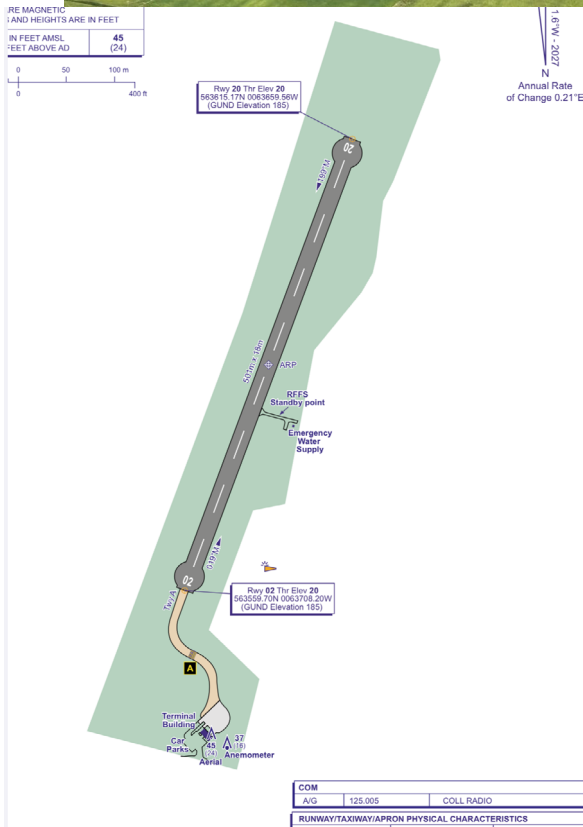 RE MAGNETIC
AND HEIGHTS ARE IN FEET
IN FEET AMSL 45
FEET ABOVE AD (24)
0 50 100 m
0 400 ft
1.6°W - 2027
N
Annual Rate
of Change 0.21°E
Rwy 20 Thr Elev 20
563615.17N 0063659.56W
(GUND Elevation 185)
20
199°M
501m x 18m
ARP
RFFS
Standby point
Emergency
Water
Supply
019°M
02
Rwy 02 Thr Elev 20
563559.70N 0063708.20W
(GUND Elevation 185)
Twy A
A
Terminal
Building
Car
Parks
45
(24)
Aerial
37
(16)
Anemometer
COM
A/G 125.005 COLL RADIO
RUNWAY/TAXIWAY/APRON PHYSICAL CHARACTERISTICS